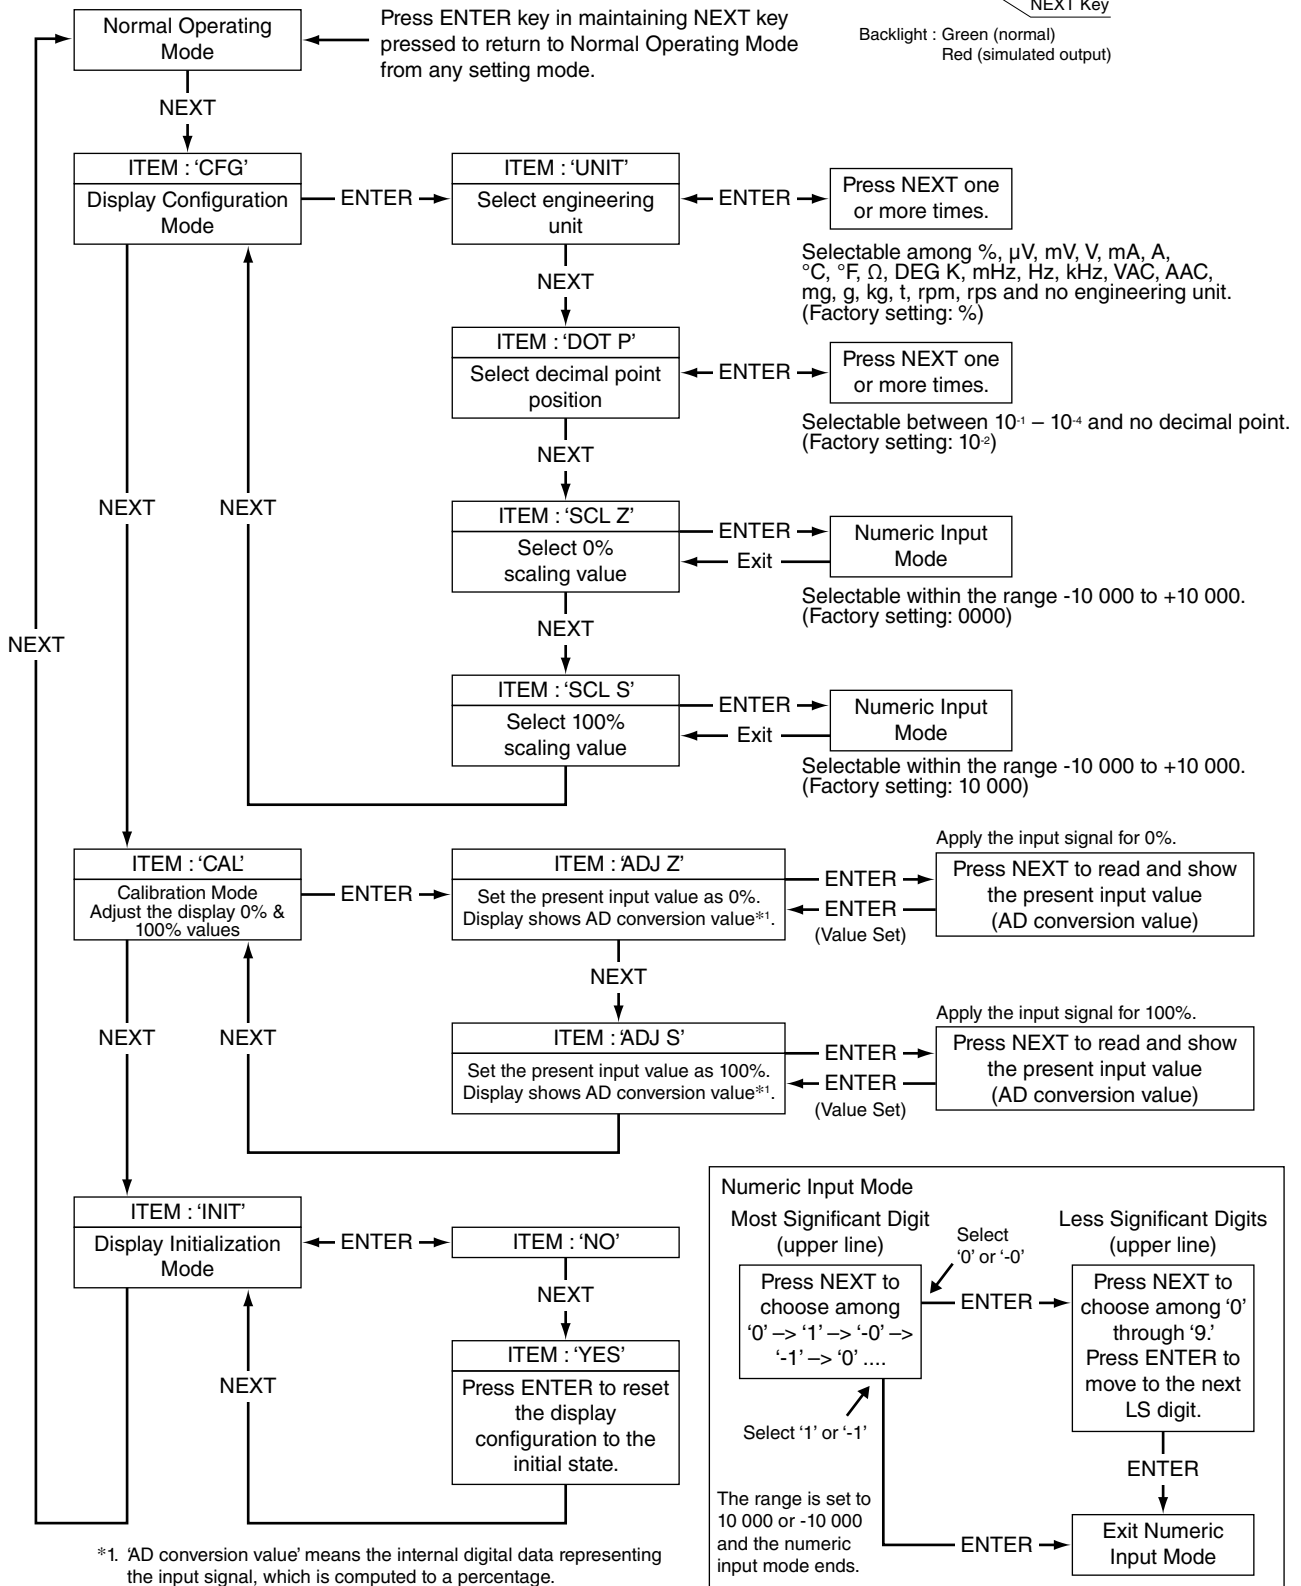 NEXT Key
Backlight : Green (normal)
Red (simulated output)
Normal Operating
Mode
Press ENTER key in maintaining NEXT key
pressed to return to Normal Operating Mode
from any setting mode.
NEXT
ITEM : ‘CFG’
Display Configuration
Mode
ENTER
ITEM : ‘UNIT’
Select engineering
unit
ENTER
Press NEXT one
or more times.
Selectable among %, µV, mV, V, mA, A,
°C, °F, Ω, DEG K, mHz, Hz, kHz, VAC, AAC,
mg, g, kg, t, rpm, rps and no engineering unit.
(Factory setting: %)
NEXT
ITEM : ‘DOT P’
Select decimal point
position
ENTER
Press NEXT one
or more times.
Selectable between 10-1 – 10-4 and no decimal point.
(Factory setting: 10-2)
NEXT
NEXT
NEXT
ITEM : ‘SCL Z’
Select 0%
scaling value
ENTER
Exit
Numeric Input
Mode
Selectable within the range -10 000 to +10 000.
(Factory setting: 0000)
NEXT
NEXT
ITEM : ‘SCL S’
Select 100%
scaling value
ENTER
Exit
Numeric Input
Mode
Selectable within the range -10 000 to +10 000.
(Factory setting: 10 000)
ITEM : ‘CAL’
Calibration Mode
Adjust the display 0% &
100% values
ENTER
ITEM : ‘ADJ Z’
Set the present input value as 0%.
Display shows AD conversion value*1.
ENTER
ENTER
(Value Set)
Apply the input signal for 0%.
Press NEXT to read and show
the present input value
(AD conversion value)
NEXT
NEXT
NEXT
ITEM : ‘ADJ S’
Set the present input value as 100%.
Display shows AD conversion value*1.
ENTER
ENTER
(Value Set)
Apply the input signal for 100%.
Press NEXT to read and show
the present input value
(AD conversion value)
ITEM : ‘INIT’
Display Initialization
Mode
ENTER
ITEM : ‘NO’
NEXT
NEXT
ITEM : ‘YES’
Press ENTER to reset
the display
configuration to the
initial state.
Numeric Input Mode
Most Significant Digit
(upper line)
Select
‘0’ or ‘-0’
Less Significant Digits
(upper line)
Press NEXT to
choose among
‘0’ –> ‘1’ –> ‘-0’ –>
‘-1’ –> ‘0’ ....
ENTER
Press NEXT to
choose among ‘0’
through ‘9.’
Press ENTER to
move to the next
LS digit.
Select ‘1’ or ‘-1’
ENTER
The range is set to
10 000 or -10 000
and the numeric
input mode ends.
ENTER
Exit Numeric
Input Mode
*1. ‘AD conversion value’ means the internal digital data representing
the input signal, which is computed to a percentage.